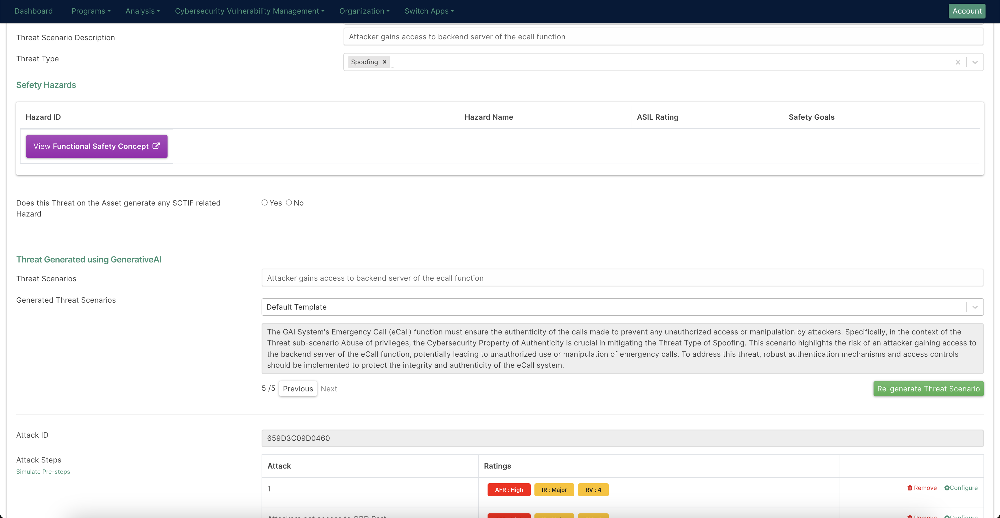 Dashboard Programs Analysis Cybersecurity Vulnerability Management Organization Switch Apps Account
Threat Scenario Description
Attacker gains access to backend server of the ecall function
Threat Type
Spoofing ×
Sefety Hazards
Hazard ID Hazard Name ASIL Rating Safety Goals
View Functional Safety Concept
Does this Threat on the Asset generate any SOTIF related
Hazard
Yes No
Threat Generated using GenerativeAI
Threat Scenarios
Attacker gains access to backend server of the ecall function
Generated Threat Scenarios
Default Template
The GAI System's Emergency Call (eCall) function must ensure the authenticity of the calls made to prevent any unauthorized access or manipulation by attackers. Specifically, in the context of the
Threat sub-scenario Abuse of privileges, the Cybersecurity Property of Authenticity is crucial in mitigating the Threat Type of Spoofing. This scenario highlights the risk of an attacker gaining access to
the backend server of the eCall function, potentially leading to unauthorized use or manipulation of emergency calls. To address this threat, robust authentication mechanisms and access controls
should be implemented to protect the integrity and authenticity of the eCall system.
5 /5 Previous Next Re-generate Threat Scenario
Attack ID
659D3C09D0460
Attack Steps
Simulate Pre-steps
Attack Ratings
1 AFR : High IR : Major RV : 4 Remove Configure
Attackers get access to OBD Port Remove Configure